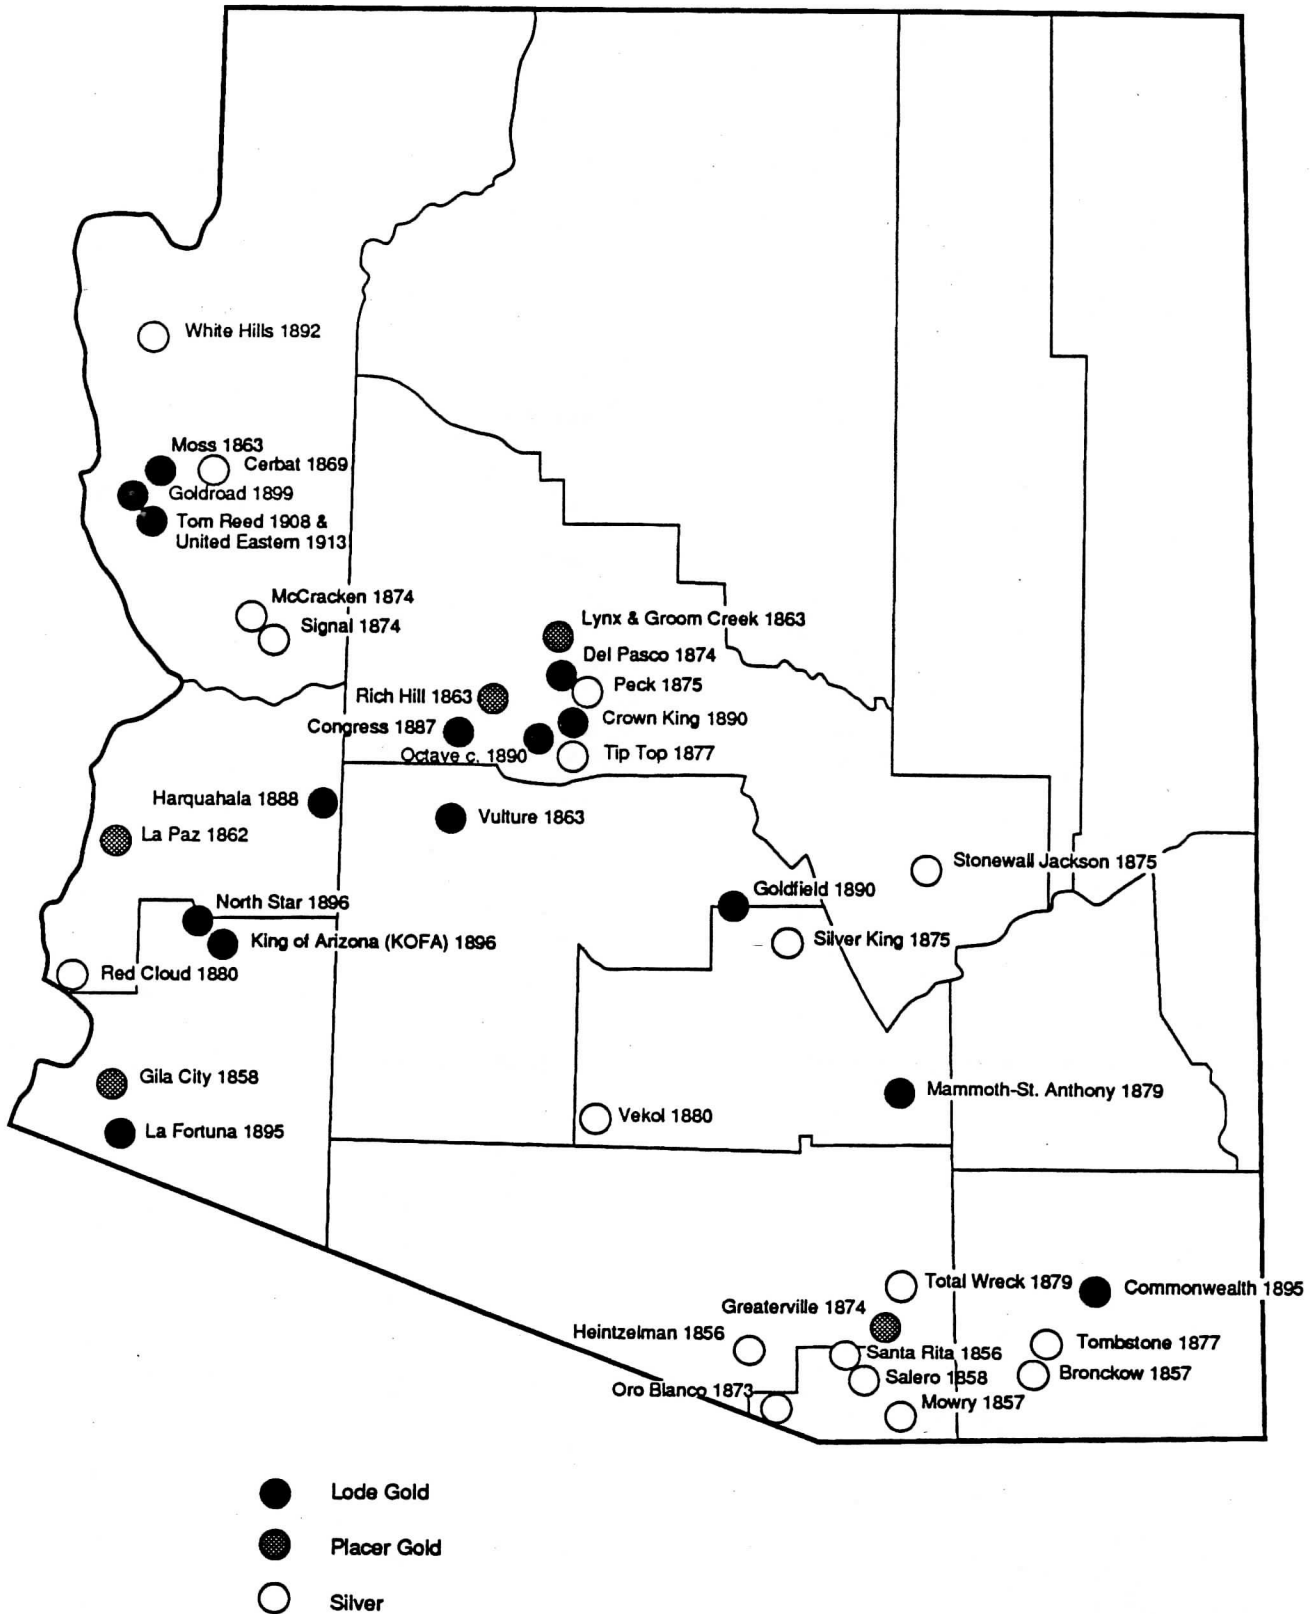 White Hills 1892
Moss 1863
Cerbat 1869
Goldroad 1899
Tom Reed 1908 &
United Eastern 1913
McCracken 1874
Signal 1874
Lynx & Groom Creek 1863
Del Pasco 1874
Peck 1875
Rich Hill 1863
Crown King 1890
Congress 1887
Octave c. 1890
Tip Top 1877
Harquahala 1888
Vulture 1863
La Paz 1862
Stonewall Jackson 1875
Goldfield 1890
North Star 1896
King of Arizona (KOFA) 1896
Silver King 1875
Red Cloud 1880
Gila City 1858
Mammoth-St. Anthony 1879
Vekol 1880
La Fortuna 1895
Total Wreck 1879
Commonwealth 1895
Greaterville 1874
Heintzelman 1856
Tombstone 1877
Santa Rita 1856
Bronckow 1857
Salero 1858
Oro Blanco 1873
Mowry 1857
Lode Gold
Placer Gold
Silver